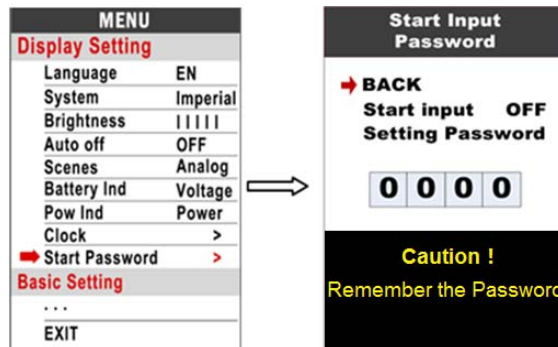 MENU
Display Setting
Language EN
System Imperial
Brightness I I I I I
Auto off OFF
Scenes Analog
Battery Ind Voltage
Pow Ind Power
Clock >
Start Password >
Basic Setting
...
EXIT
Start Input
Password
BACK
Start input OFF
Setting Password
0 0 0 0
Caution !
Remember the Password